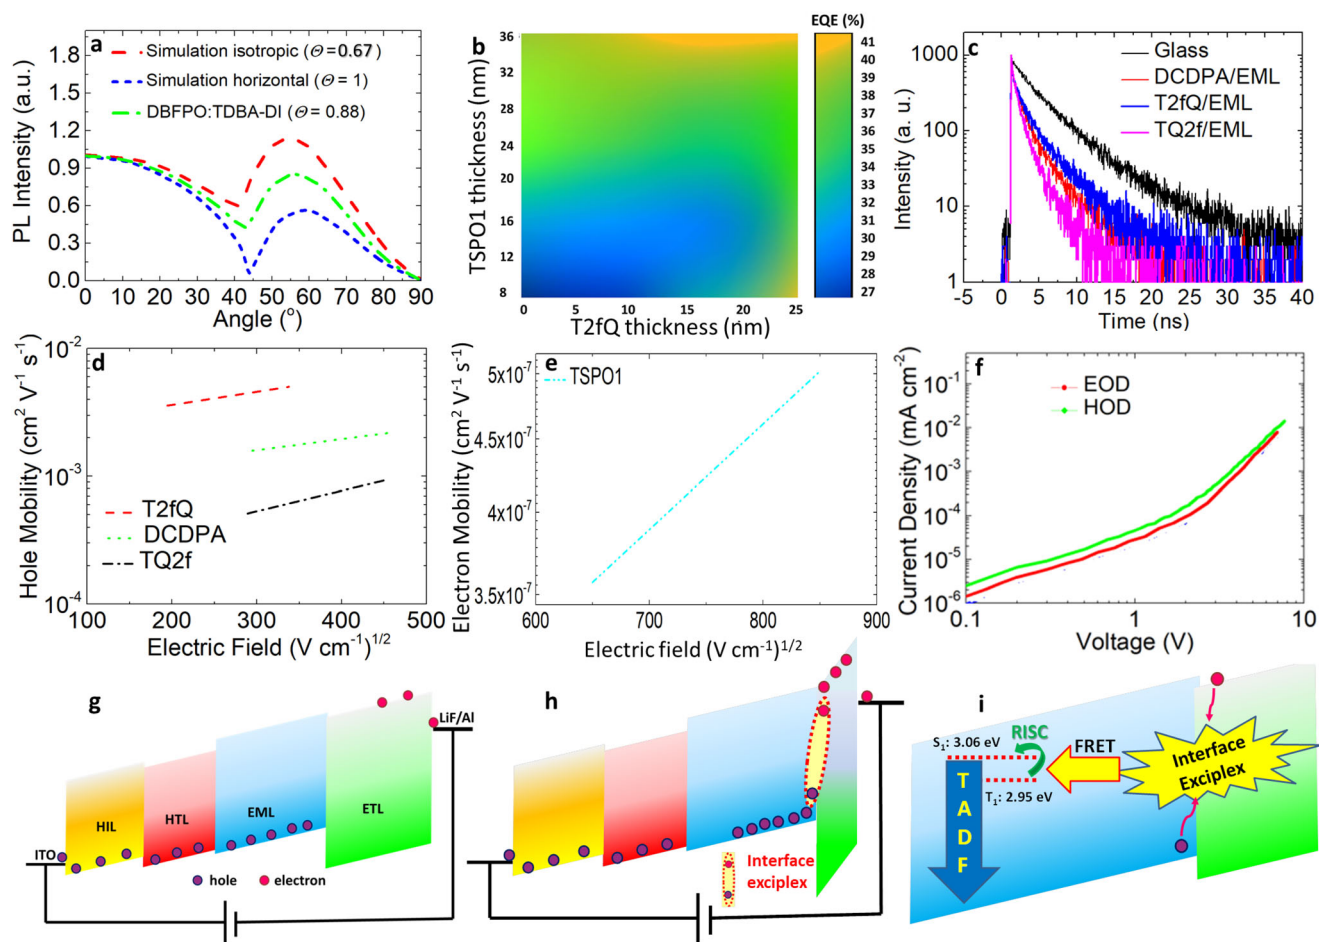 a
Simulation isotropic (Θ = 0.67)
Simulation horizontal (Θ = 1)
DBFPO:TDBA-DI (Θ = 0.88)
PL Intensity (a.u.)
1.8
1.5
1.2
0.9
0.6
0.3
0.0
0 10 20 30 40 50 60 70 80 90
Angle (°)
b
EQE (%)
TSPO1 thickness (nm)
36
32
28
24
20
16
12
8
0 5 10 15 20 25
T2fQ thickness (nm)
41
40
39
38
37
36
35
34
33
32
31
30
29
28
27
c
Glass
DCDPA/EML
T2fQ/EML
TQ2f/EML
Intensity (a. u.)
1000
100
10
1
-5 0 5 10 15 20 25 30 35 40
Time (ns)
d
Hole Mobility (cm² V⁻¹ s⁻¹)
10⁻²
10⁻³
10⁻⁴
T2fQ
DCDPA
TQ2f
100 200 300 400 500
Electric Field (V cm⁻¹)¹/²
e
TSPO1
Electron Mobility (cm² V⁻¹ s⁻¹)
5x10⁻⁷
4.5x10⁻⁷
4x10⁻⁷
3.5x10⁻⁷
600 700 800 900
Electric field (V cm⁻¹)¹/²
f
EOD
HOD
Current Density (mA cm⁻²)
10⁻¹
10⁻²
10⁻³
10⁻⁴
10⁻⁵
10⁻⁶
0.1 1 10
Voltage (V)
g
LiF/Al
HIL
HTL
EML
ETL
ITO
hole
electron
h
Interface
exciplex
i
S₁: 3.06 eV
RISC
FRET
T₁: 2.95 eV
Interface
Exciplex
T
A
D
F